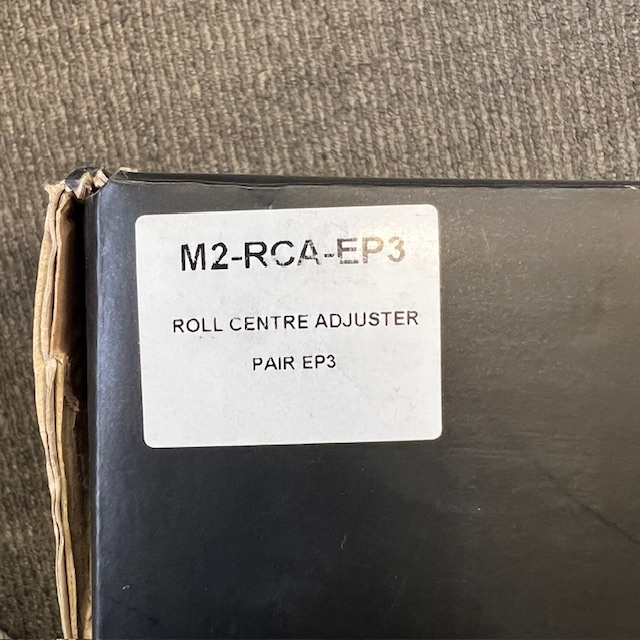 M2-RCA-EP3
ROLL CENTRE ADJUSTER
PAIR EP3